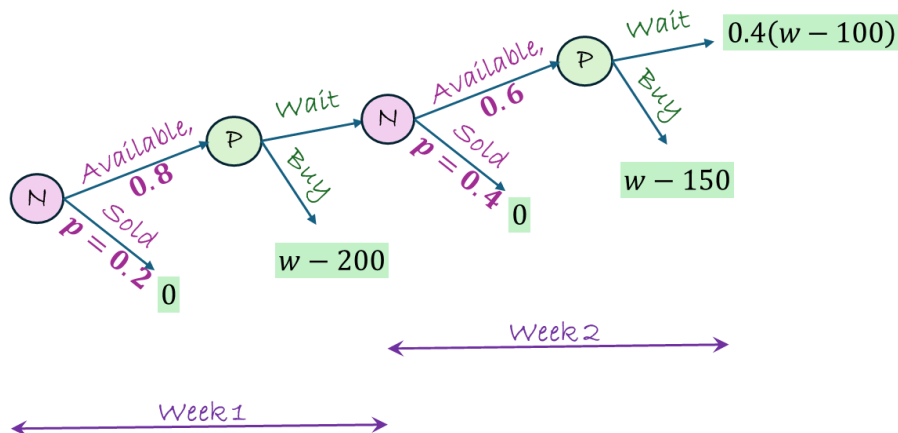 N
Available,
0.8
Sold
p = 0.2
0
P
Wait
Buy
w − 200
N
Available,
0.6
Sold
p = 0.4
0
P
Wait
0.4(w − 100)
Buy
w − 150
Week 2
Week 1